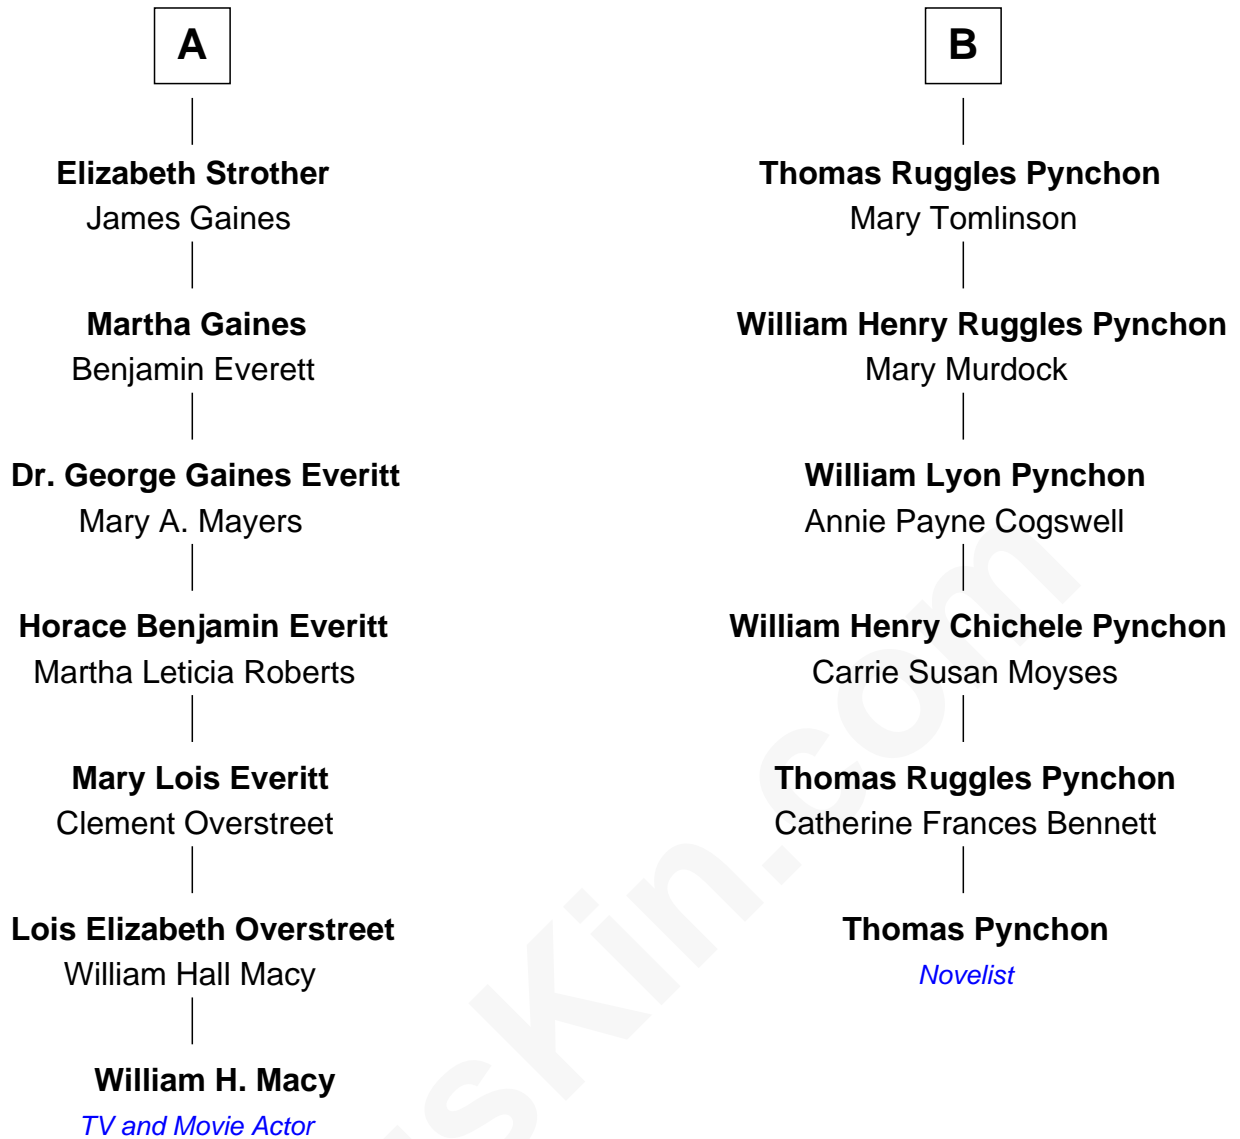 A
Elizabeth Strother
James Gaines
Martha Gaines
Benjamin Everett
Dr. George Gaines Everitt
Mary A. Mayers
Horace Benjamin Everitt
Martha Leticia Roberts
Mary Lois Everitt
Clement Overstreet
Lois Elizabeth Overstreet
William Hall Macy
William H. Macy
TV and Movie Actor
B
Thomas Ruggles Pynchon
Mary Tomlinson
William Henry Ruggles Pynchon
Mary Murdock
William Lyon Pynchon
Annie Payne Cogswell
William Henry Chichele Pynchon
Carrie Susan Moyses
Thomas Ruggles Pynchon
Catherine Frances Bennett
Thomas Pynchon
Novelist
usKin.com